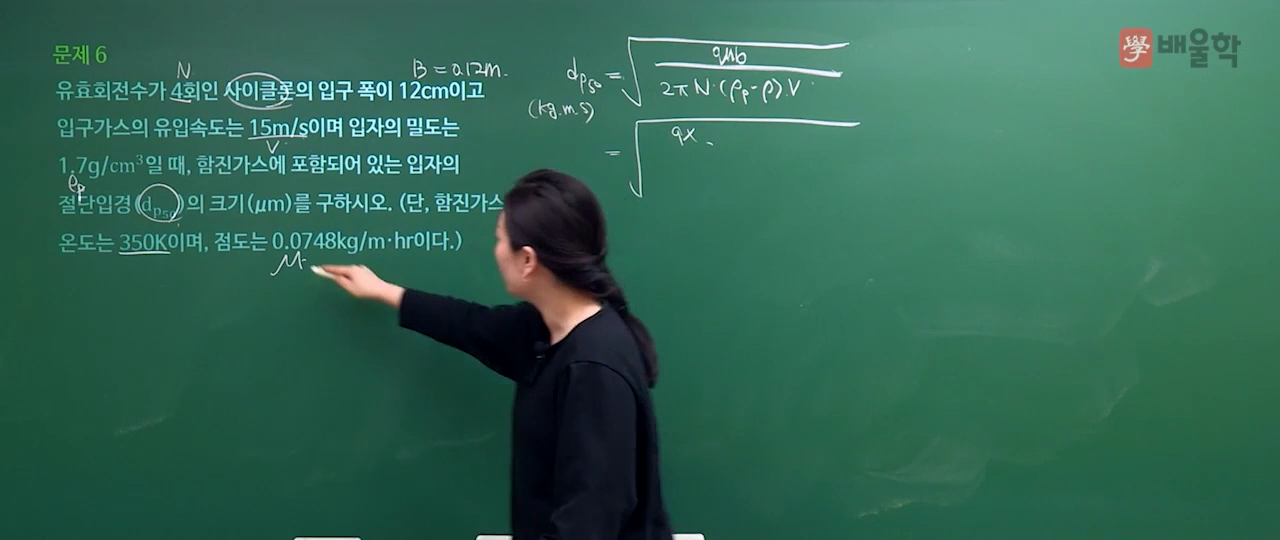 문제 6
學 배울학
N
B = 0.12m.
유효회전수가 4회인 사이클론의 입구 폭이 12cm이고
입구가스의 유입속도는 15m/s이며 입자의 밀도는
V
1.7g/cm³일 때, 함진가스에 포함되어 있는 입자의
ρp
절단입경(dp50)의 크기(μm)를 구하시오. (단, 함진가스
온도는 350K이며, 점도는 0.0748kg/m·hr이다.)
μ
dp50 = √ 9μb
2π N·(ρp-ρ)·V
(kg.m.s)
= √ 9×